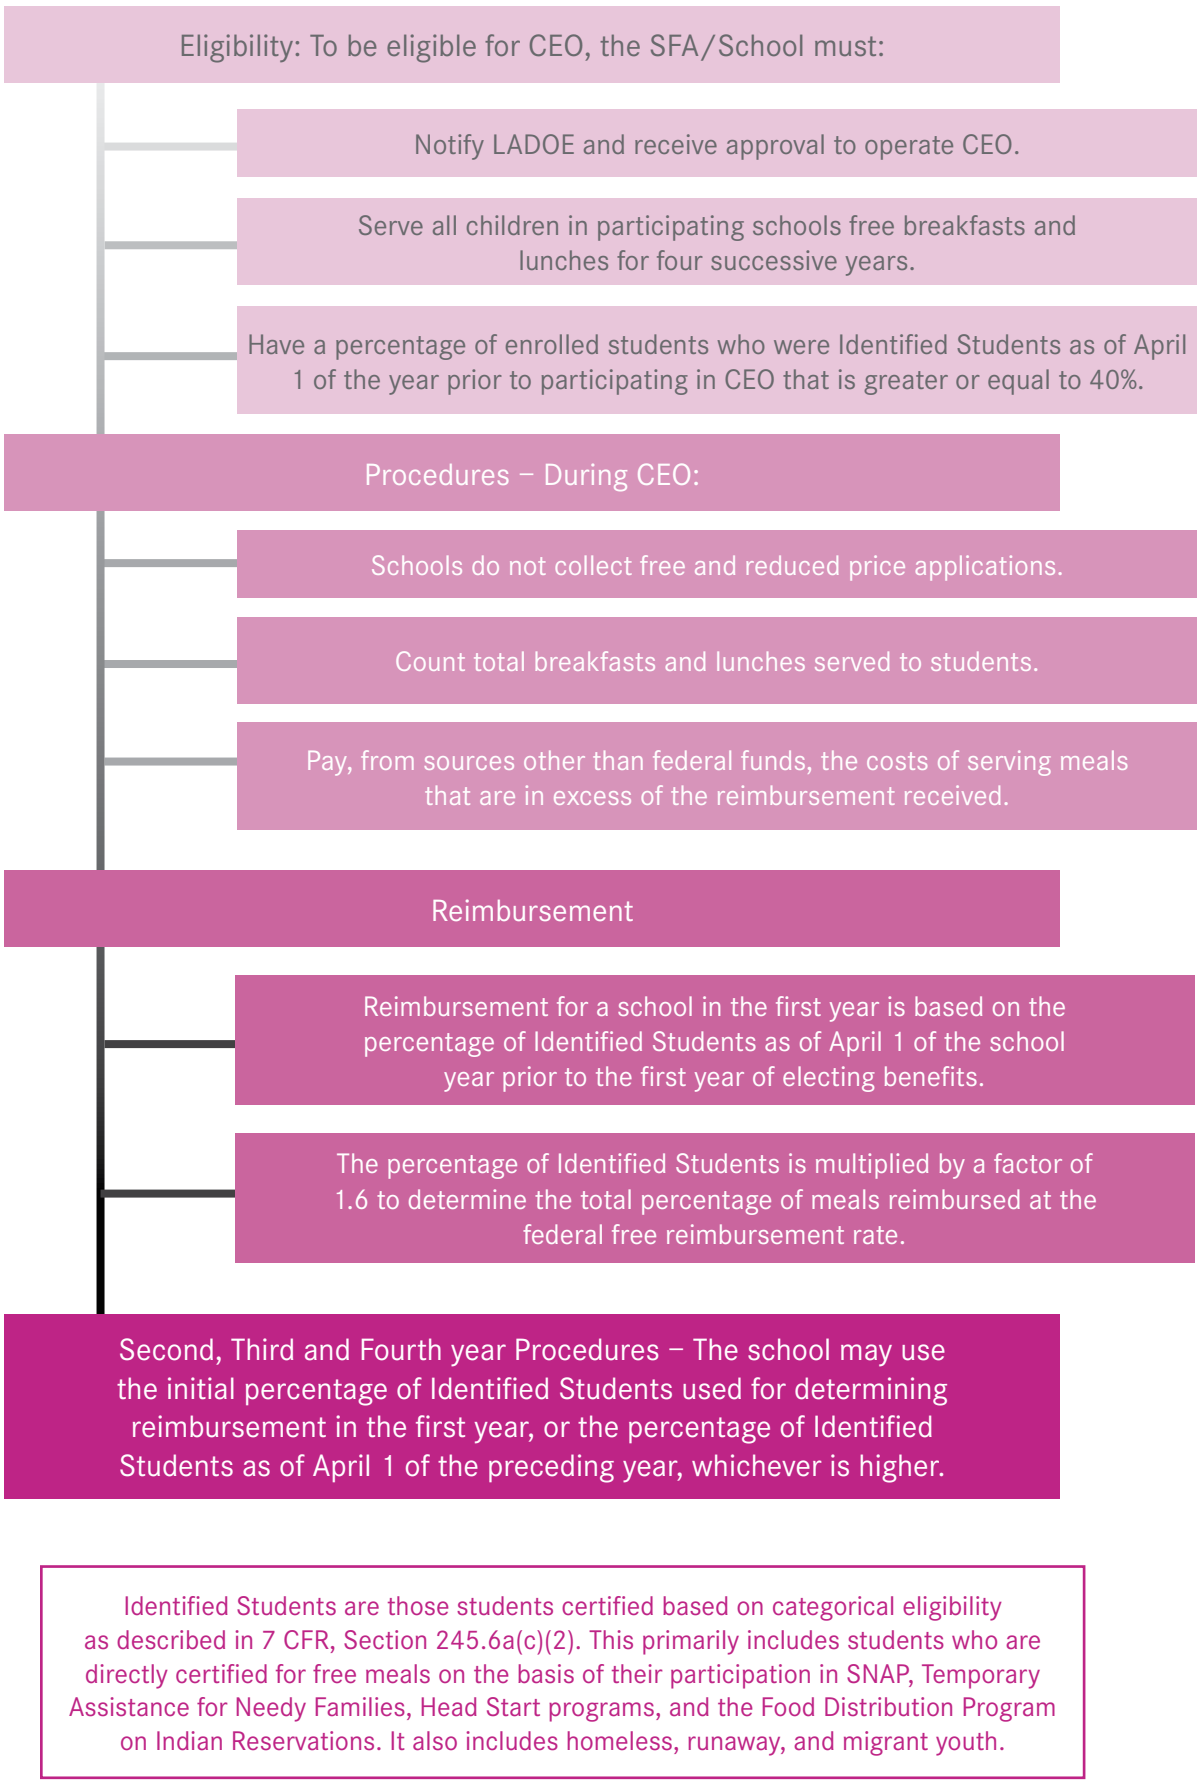 Eligibility: To be eligible for CEO, the SFA/School must:
Notify LADOE and receive approval to operate CEO.
Serve all children in participating schools free breakfasts and
lunches for four successive years.
Have a percentage of enrolled students who were Identified Students as of April
1 of the year prior to participating in CEO that is greater or equal to 40%.
Procedures – During CEO:
Schools do not collect free and reduced price applications.
Count total breakfasts and lunches served to students.
Pay, from sources other than federal funds, the costs of serving meals
that are in excess of the reimbursement received.
Reimbursement
Reimbursement for a school in the first year is based on the
percentage of Identified Students as of April 1 of the school
year prior to the first year of electing benefits.
The percentage of Identified Students is multiplied by a factor of
1.6 to determine the total percentage of meals reimbursed at the
federal free reimbursement rate.
Second, Third and Fourth year Procedures – The school may use
the initial percentage of Identified Students used for determining
reimbursement in the first year, or the percentage of Identified
Students as of April 1 of the preceding year, whichever is higher.
Identified Students are those students certified based on categorical eligibility
as described in 7 CFR, Section 245.6a(c)(2). This primarily includes students who are
directly certified for free meals on the basis of their participation in SNAP, Temporary
Assistance for Needy Families, Head Start programs, and the Food Distribution Program
on Indian Reservations. It also includes homeless, runaway, and migrant youth.